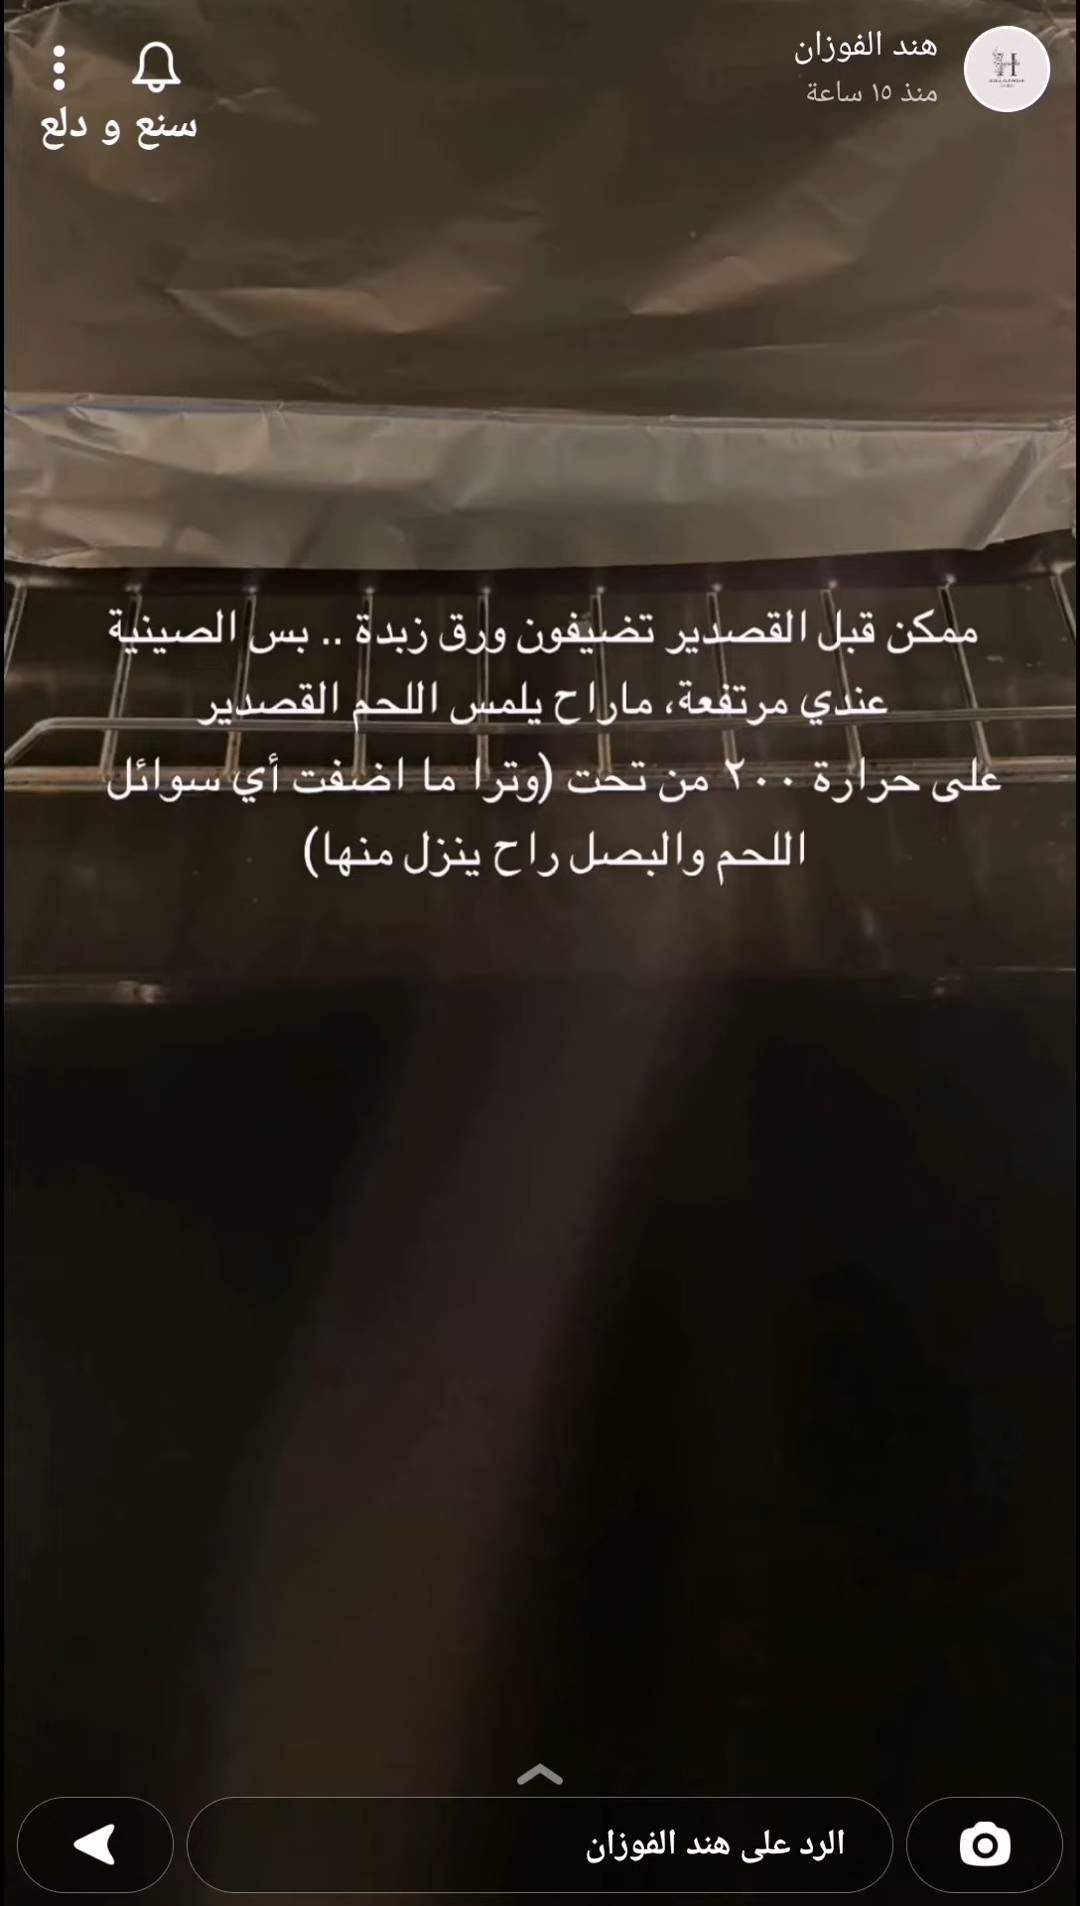 هند الفوزان
منذ ١٥ ساعة
سنع و دلع
ممكن قبل القصدير تضيفون ورق زبدة .. بس الصينية
عندي مرتفعة، ماراح يلمس اللحم القصدير
على حرارة ٢٠٠ من تحت (وترا ما اضفت أي سوائل
اللحم والبصل راح ينزل منها)
الرد على هند الفوزان